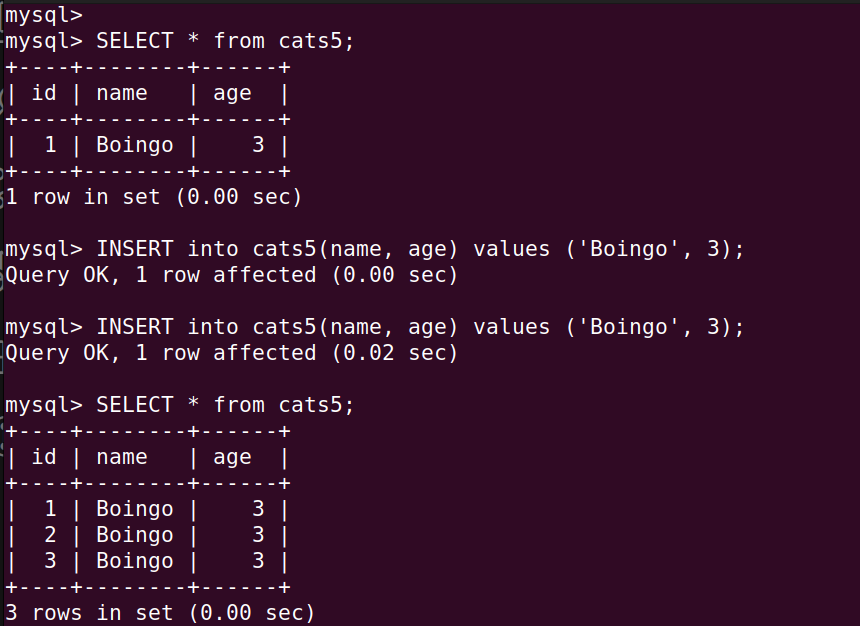 mysql>
mysql> SELECT * from cats5;
+----+--------+------+
| id | name   | age  |
+----+--------+------+
|  1 | Boingo |    3 |
+----+--------+------+
1 row in set (0.00 sec)

mysql> INSERT into cats5(name, age) values ('Boingo', 3);
Query OK, 1 row affected (0.00 sec)

mysql> INSERT into cats5(name, age) values ('Boingo', 3);
Query OK, 1 row affected (0.02 sec)

mysql> SELECT * from cats5;
+----+--------+------+
| id | name   | age  |
+----+--------+------+
|  1 | Boingo |    3 |
|  2 | Boingo |    3 |
|  3 | Boingo |    3 |
+----+--------+------+
3 rows in set (0.00 sec)